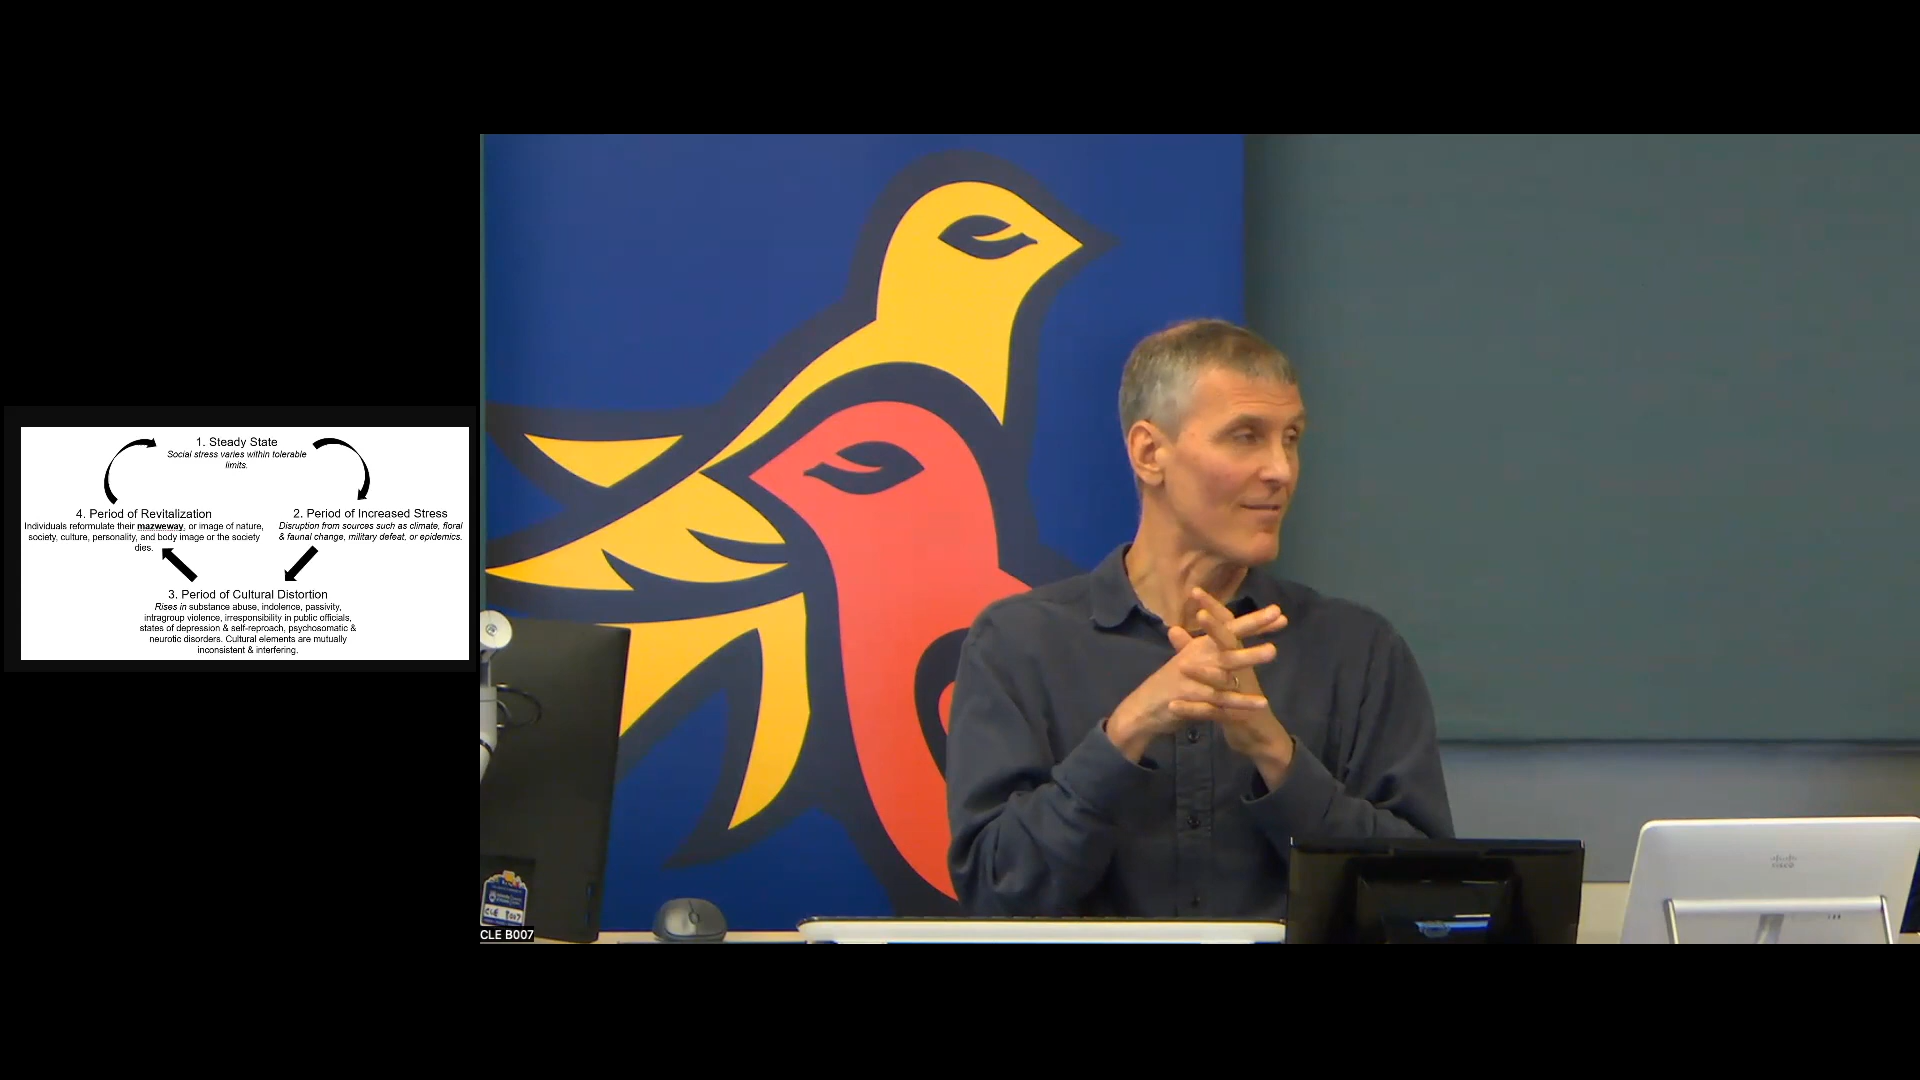 1. Steady State
Social stress varies within tolerable
limits.
4. Period of Revitalization
Individuals reformulate their mazweway, or image of nature,
society, culture, personality, and body image or the society
dies.
2. Period of Increased Stress
Disruption from sources such as climate, floral
& faunal change, military defeat, or epidemics.
3. Period of Cultural Distortion
Rises in substance abuse, indolence, passivity,
intragroup violence, irresponsibility in public officials,
states of depression & self-reproach, psychosomatic &
neurotic disorders. Cultural elements are mutually
inconsistent & interfering.
CLE B007
CLE B007
cisco